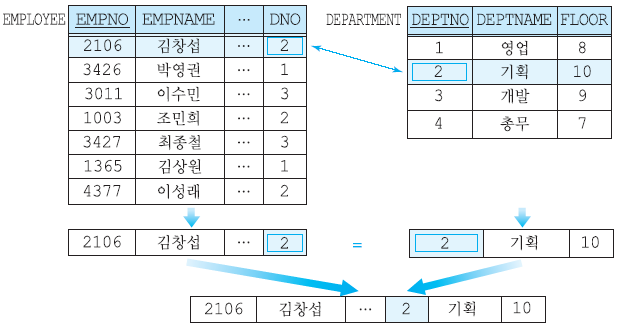 EMPLOYEE EMPNO EMPNAME … DNO
2106 김창섭 … 2
3426 박영권 … 1
3011 이수민 … 3
1003 조민희 … 2
3427 최종철 … 3
1365 김상원 … 1
4377 이성래 … 2
DEPARTMENT DEPTNO DEPTNAME FLOOR
1 영업 8
2 기획 10
3 개발 9
4 총무 7
2106 김창섭 … 2 = 2 기획 10
2106 김창섭 … 2 기획 10